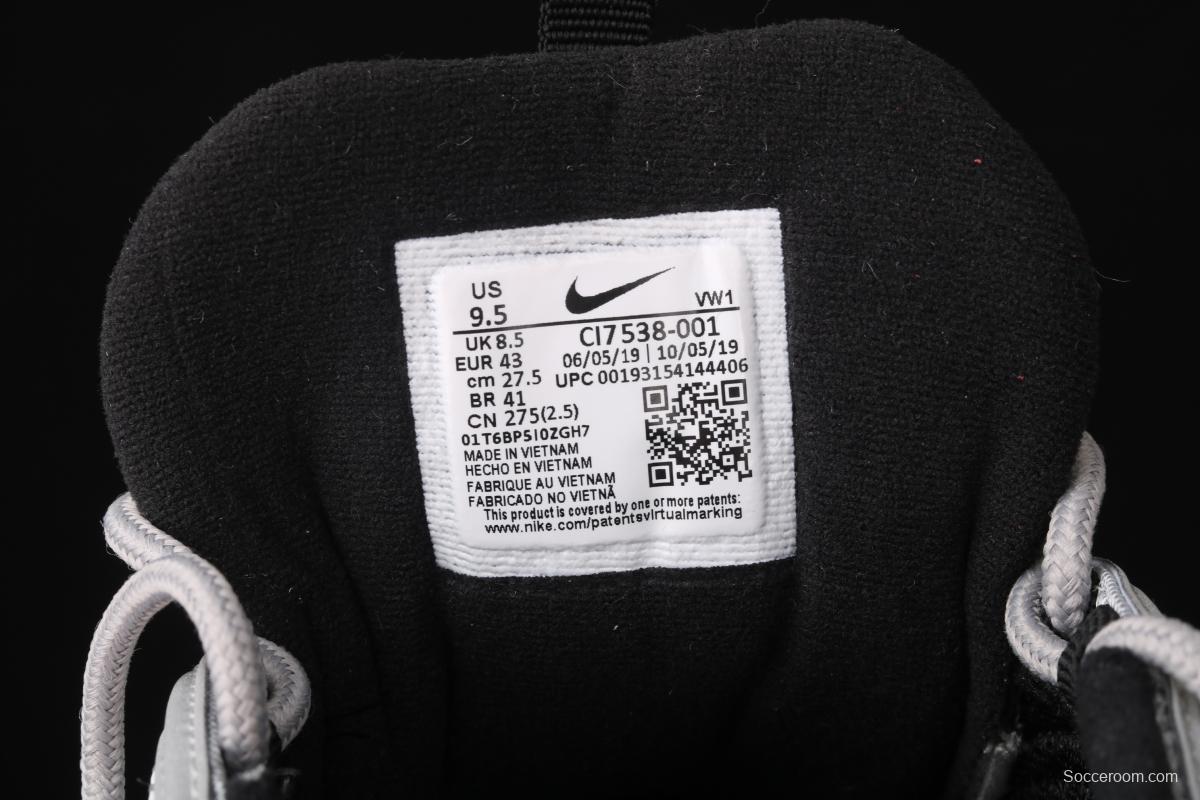 US
9.5
VW1
UK 8.5
CI7538-001
EUR 43
06/05/19 | 10/05/19
cm 27.5
UPC 00193154144406
BR 41
CN 275(2.5)
01T6BPSI0ZGH7
MADE IN VIETNAM
HECHO EN VIETNAM
FABRIQUE AU VIETNAM
FABRICADO NO VIETNÃ
This product is covered by one or more patents:
www.nike.com/patentsvirtualmarking
Socceroom.com